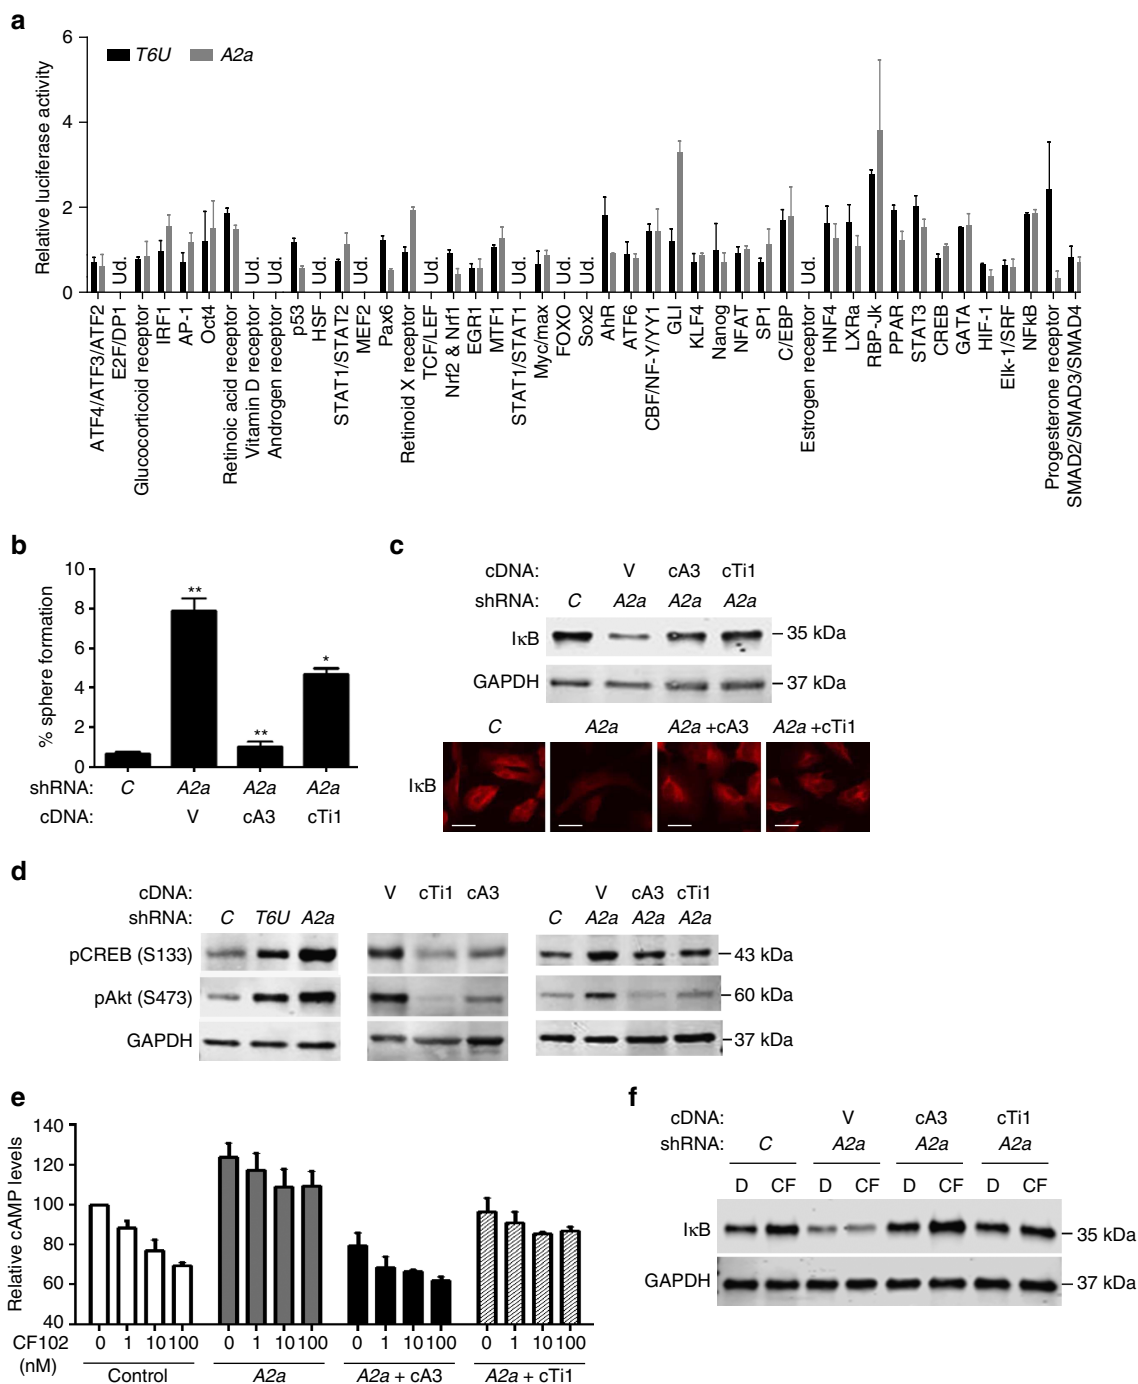 a
6
4
2
0
Relative luciferase activity
T6U A2a
Ud. Ud. Ud. Ud. Ud. Ud. Ud. Ud. Ud. Ud.
ATF4/ATF3/ATF2
E2F/DP1
Glucocorticoid receptor
IRF1
AP-1
Oct4
Retinoic acid receptor
Vitamin D receptor
Androgen receptor
p53
HSF
STAT1/STAT2
MEF2
Pax6
Retinoid X receptor
TCF/LEF
Nrf2 & Nrf1
EGR1
MTF1
STAT1/STAT1
Myc/max
FOXO
Sox2
AhR
ATF6
CBF/NF-Y/YY1
GLI
KLF4
Nanog
NFAT
SP1
C/EBP
Estrogen receptor
HNF4
LXRa
RBP-Jk
PPAR
STAT3
CREB
GATA
HIF-1
Elk-1/SRF
NFkB
Progesterone receptor
SMAD2/SMAD3/SMAD4
b
10
8
6
4
2
0
% sphere formation
** ** *
shRNA: C A2a A2a A2a
cDNA: V cA3 cTi1
c
cDNA: V cA3 cTi1
shRNA: C A2a A2a A2a
IκB 35 kDa
GAPDH 37 kDa
C A2a A2a +cA3 A2a +cTi1
IκB
d
cDNA: V cTi1 cA3 V cA3 cTi1
shRNA: C T6U A2a C A2a A2a A2a
pCREB (S133) 43 kDa
pAkt (S473) 60 kDa
GAPDH 37 kDa
e
140
120
100
80
60
40
Relative cAMP levels
CF102 0 1 10 100 0 1 10 100 0 1 10 100 0 1 10 100
(nM)
Control A2a A2a + cA3 A2a + cTi1
f
cDNA: V cA3 cTi1
shRNA: C A2a A2a A2a
D CF D CF D CF D CF
IκB 35 kDa
GAPDH 37 kDa